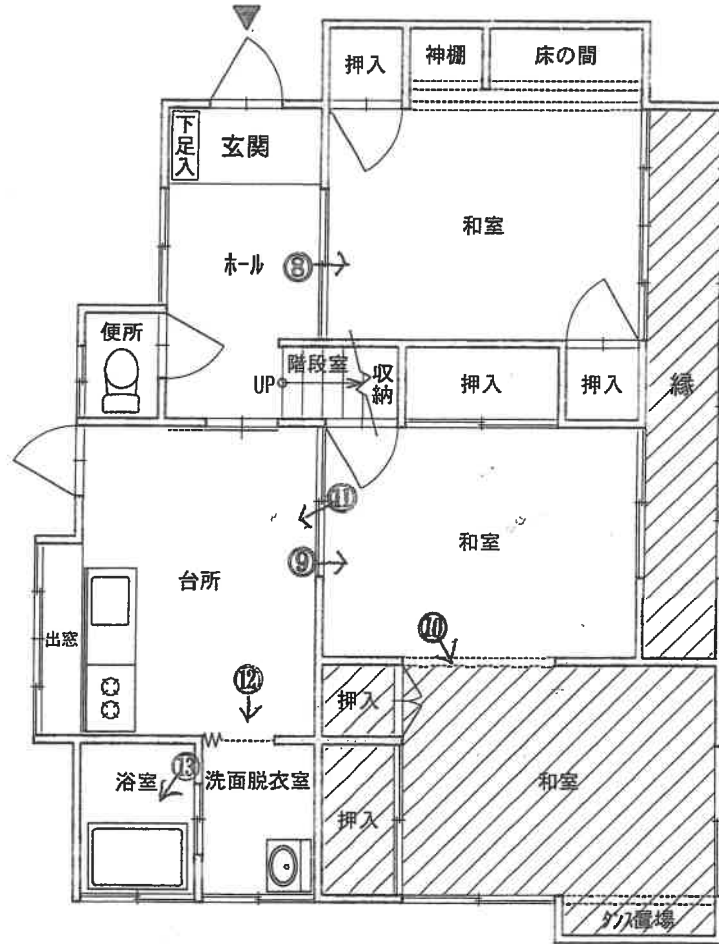 押入
神棚
床の間
下足入
玄関
和室
ホール
⑧
便所
階段室
UP
収納
押入
押入
縁
⑪
和室
⑨
台所
出窓
⑩
⑫
押入
浴室
⑬
洗面脱衣室
押入
和室
タンス置場